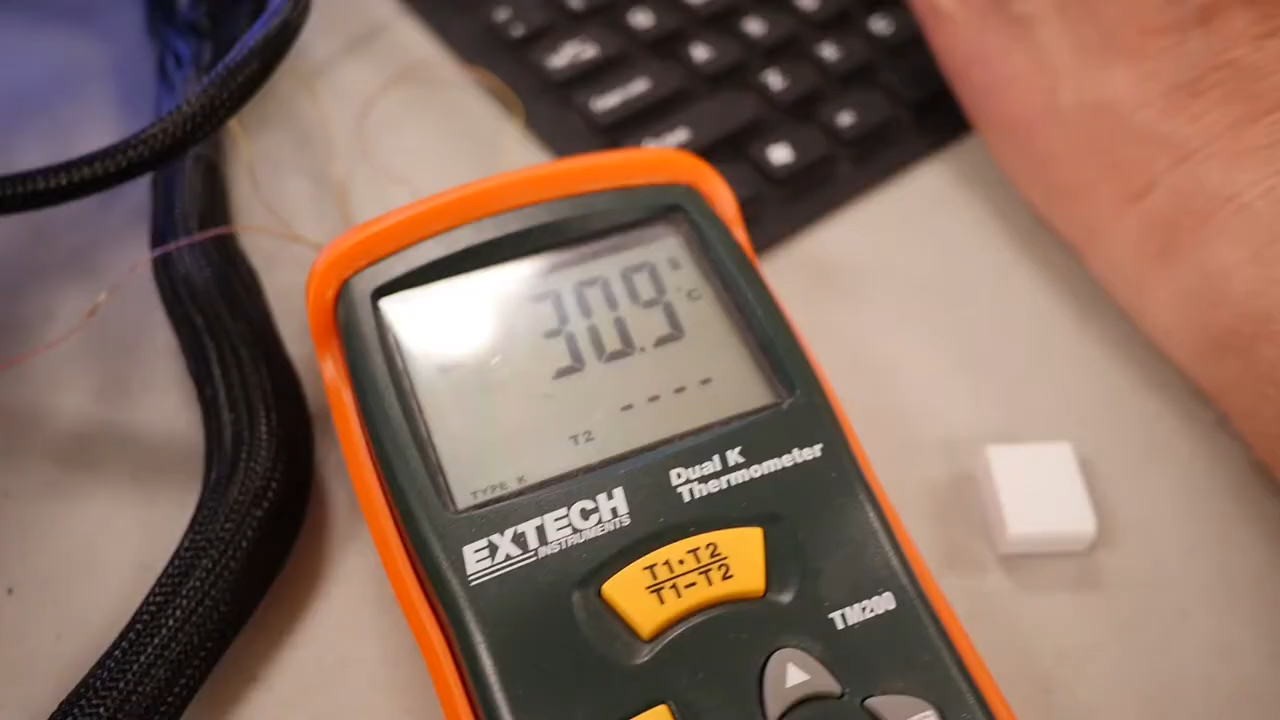 30.9 °C
- - - -
T2
TYPE K
EXTECH
INSTRUMENTS
Dual K
Thermometer
T1·T2
T1-T2
TM200